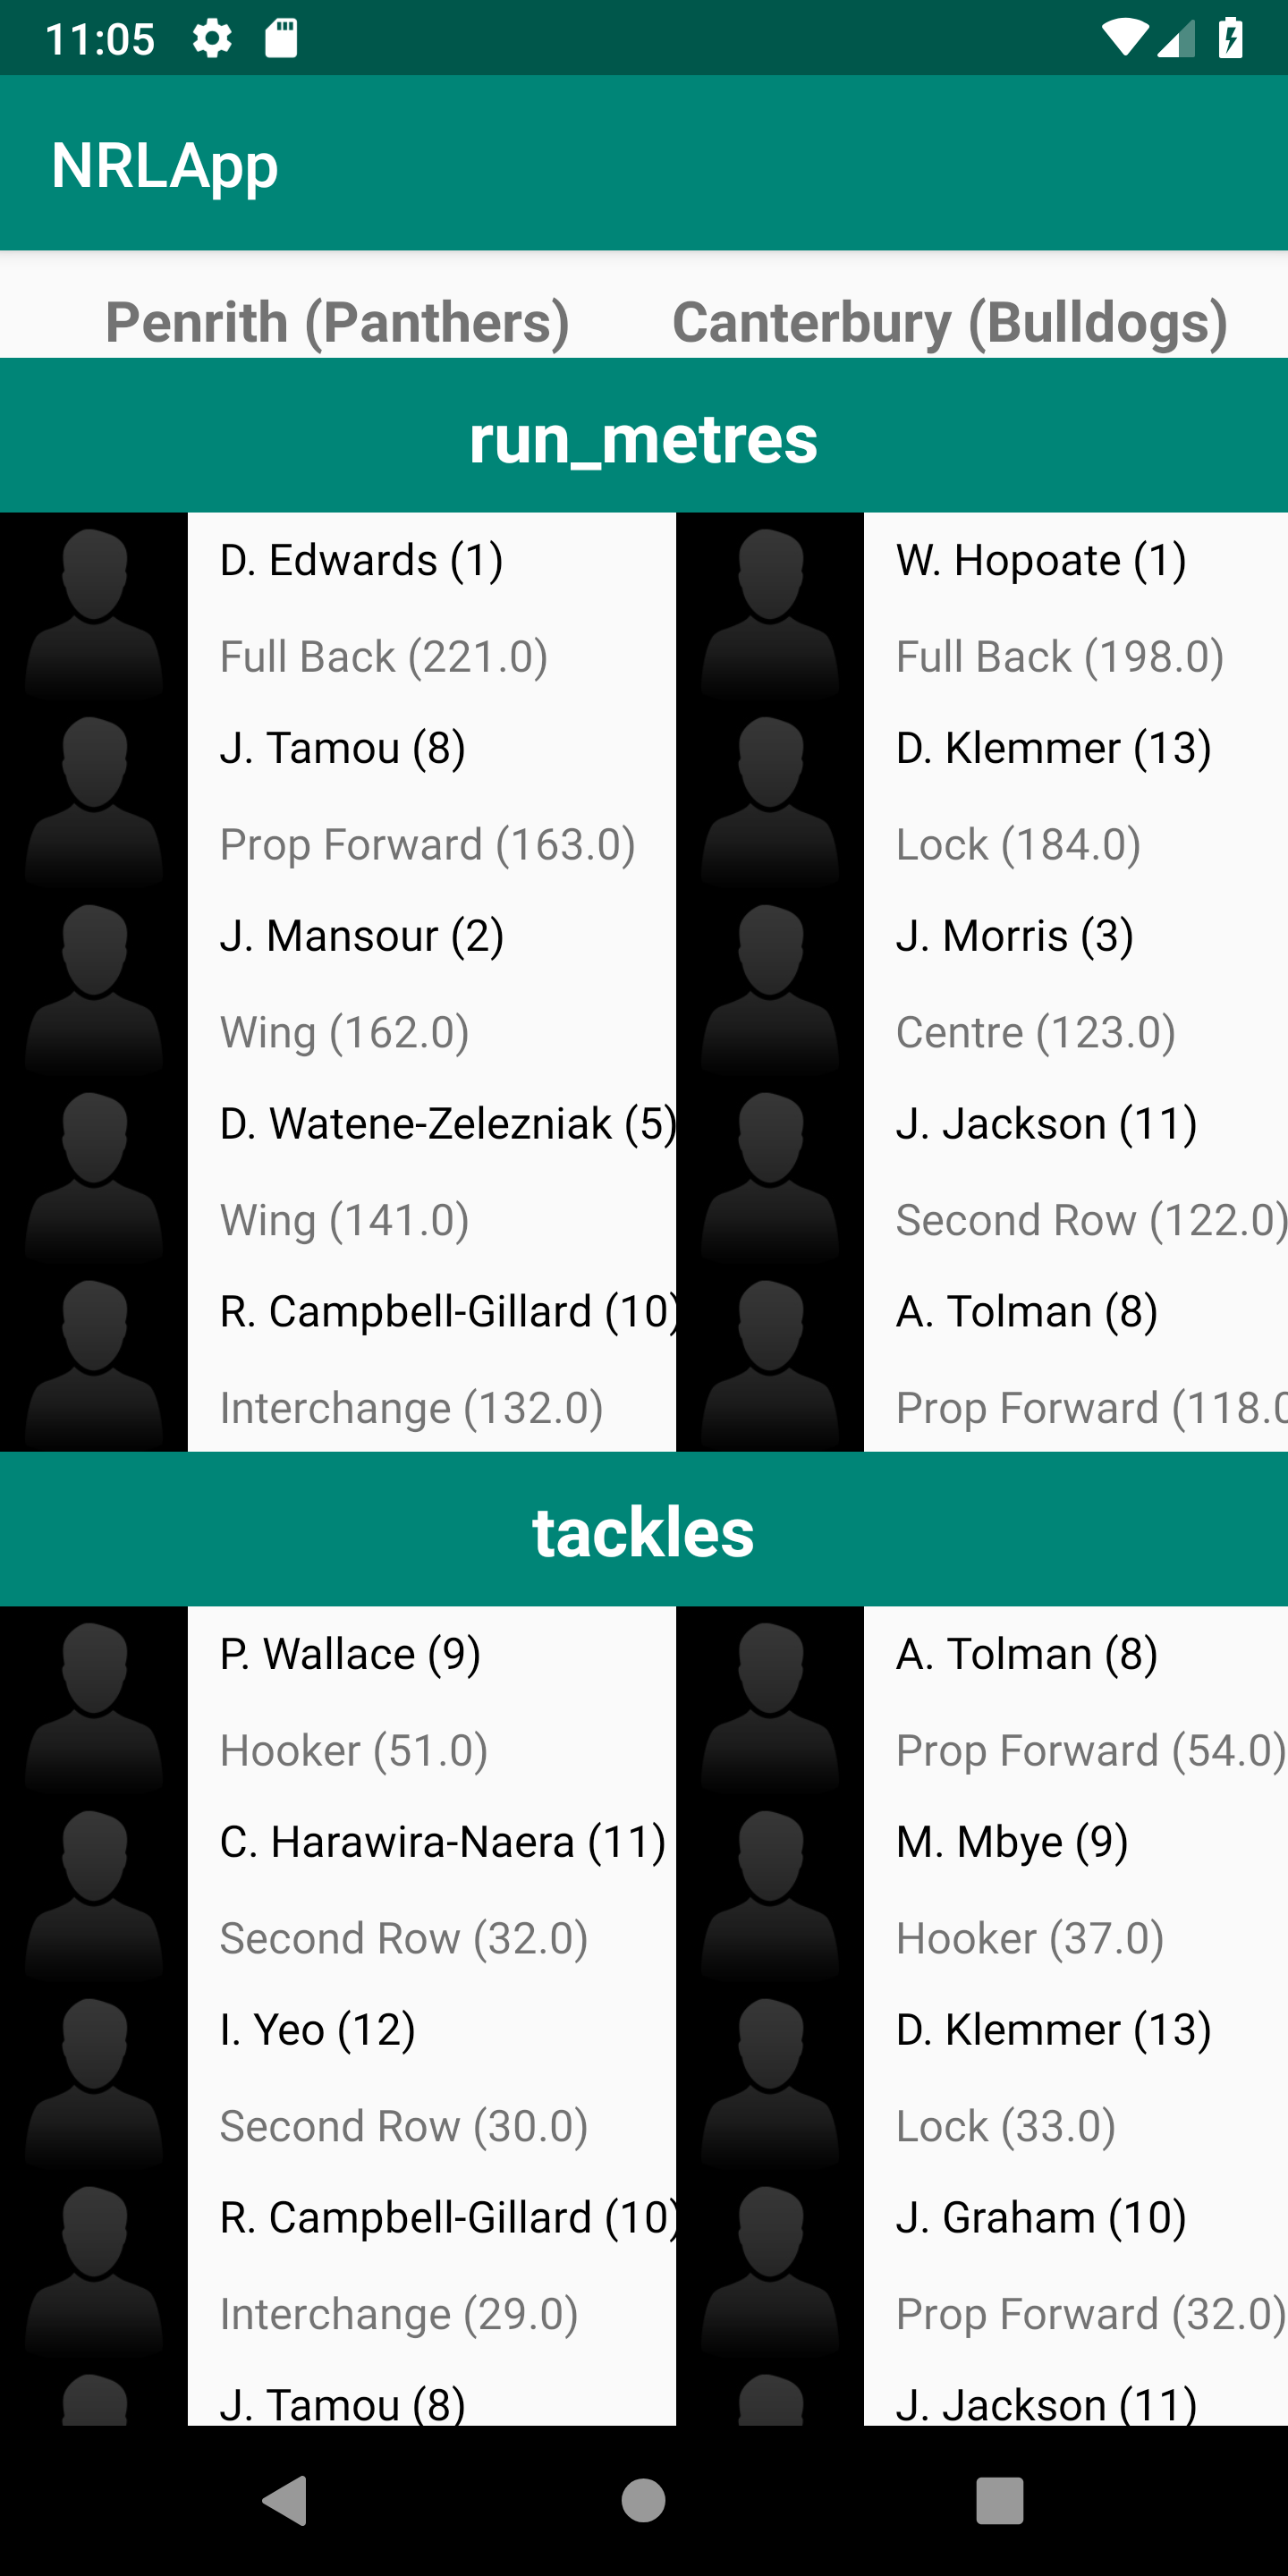 11:05
NRLApp
Penrith (Panthers) Canterbury (Bulldogs)
run_metres
D. Edwards (1) W. Hopoate (1)
Full Back (221.0) Full Back (198.0)
J. Tamou (8) D. Klemmer (13)
Prop Forward (163.0) Lock (184.0)
J. Mansour (2) J. Morris (3)
Wing (162.0) Centre (123.0)
D. Watene-Zelezniak (5) J. Jackson (11)
Wing (141.0) Second Row (122.0)
R. Campbell-Gillard (10) A. Tolman (8)
Interchange (132.0) Prop Forward (118.0
tackles
P. Wallace (9) A. Tolman (8)
Hooker (51.0) Prop Forward (54.0)
C. Harawira-Naera (11) M. Mbye (9)
Second Row (32.0) Hooker (37.0)
I. Yeo (12) D. Klemmer (13)
Second Row (30.0) Lock (33.0)
R. Campbell-Gillard (10) J. Graham (10)
Interchange (29.0) Prop Forward (32.0)
J. Tamou (8) J. Jackson (11)